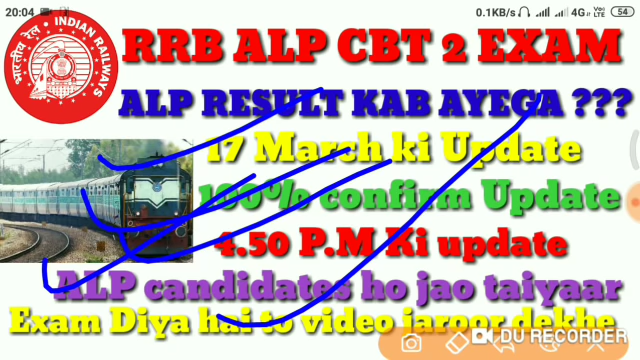 20:04 0.1KB/s 4G Vo LTE 54
भारतीय रेल INDIAN RAILWAYS
RRB ALP CBT 2 EXAM
ALP RESULT KAB AYEGA ???
17 March ki Update
100% confirm Update
4.50 P.M Ki update
ALP candidates ho jao taiyaar
Exam Diya hai to video jaroor dekhe
DU RECORDER